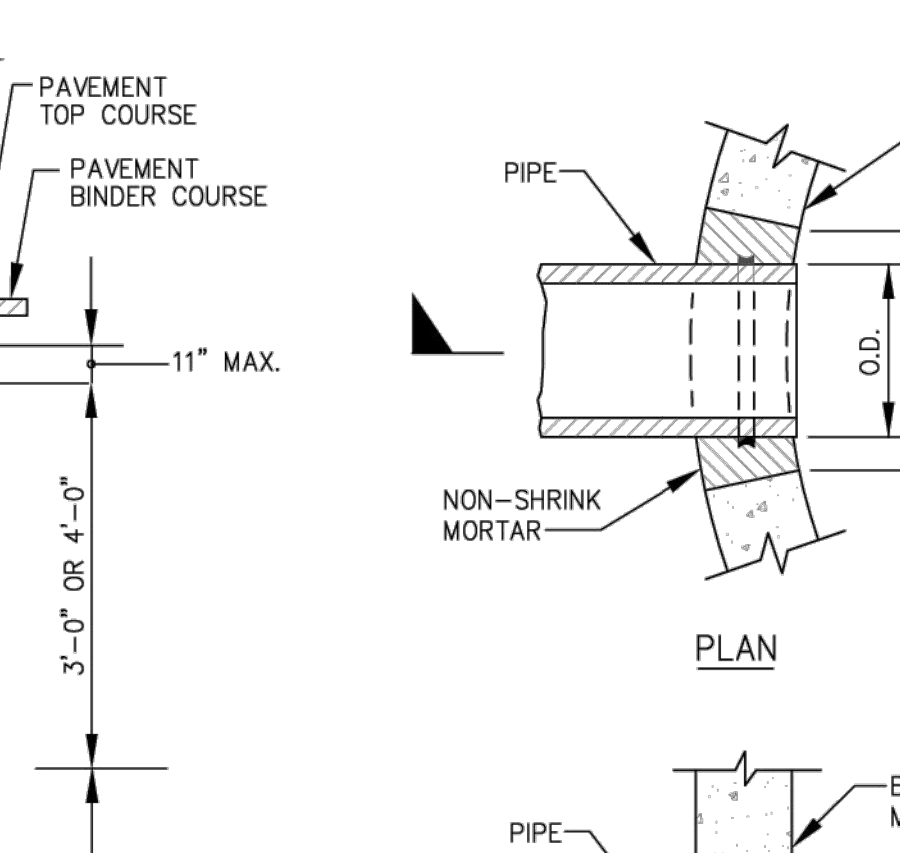 PAVEMENT
TOP COURSE
PAVEMENT
BINDER COURSE
11" MAX.
3'-0" OR 4'-0"
PIPE
O.D.
NON-SHRINK
MORTAR
PLAN
PIPE